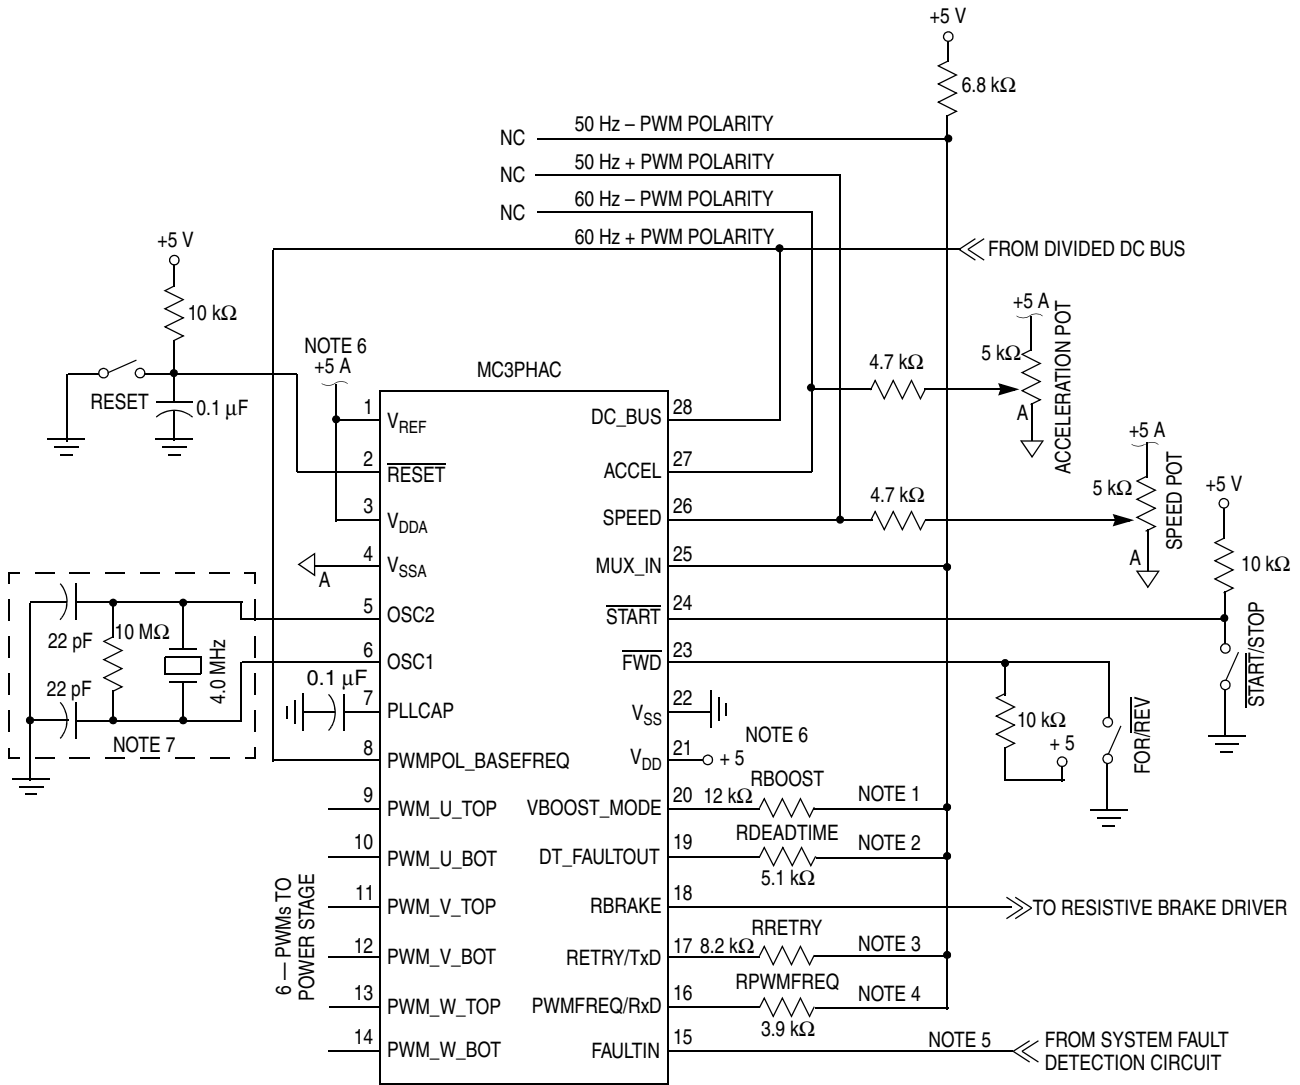 +5 V
6.8 kΩ
NC
50 Hz – PWM POLARITY
NC
50 Hz + PWM POLARITY
NC
60 Hz – PWM POLARITY
60 Hz + PWM POLARITY
FROM DIVIDED DC BUS
+5 V
10 kΩ
RESET
0.1 µF
NOTE 6
+5 A
MC3PHAC
4.7 kΩ
+5 A
5 kΩ
A
ACCELERATION POT
4.7 kΩ
+5 A
5 kΩ
A
SPEED POT
+5 V
10 kΩ
START/STOP
1 VREF
2 RESET
3 VDDA
4 VSSA
A
5 OSC2
6 OSC1
7 PLLCAP
0.1 µF
8 PWMPOL_BASEFREQ
9 PWM_U_TOP
10 PWM_U_BOT
11 PWM_V_TOP
12 PWM_V_BOT
13 PWM_W_TOP
14 PWM_W_BOT
6 — PWMs TO
POWER STAGE
22 pF
10 MΩ
4.0 MHz
22 pF
NOTE 7
DC_BUS 28
ACCEL 27
SPEED 26
MUX_IN 25
START 24
FWD 23
VSS 22
VDD 21
+ 5
NOTE 6
10 kΩ
+ 5
FOR/REV
VBOOST_MODE 20
12 kΩ
RBOOST
NOTE 1
DT_FAULTOUT 19
RDEADTIME
5.1 kΩ
NOTE 2
RBRAKE 18
TO RESISTIVE BRAKE DRIVER
RETRY/TxD 17
8.2 kΩ
RRETRY
NOTE 3
PWMFREQ/RxD 16
RPWMFREQ
3.9 kΩ
NOTE 4
FAULTIN 15
NOTE 5
FROM SYSTEM FAULT
DETECTION CIRCUIT